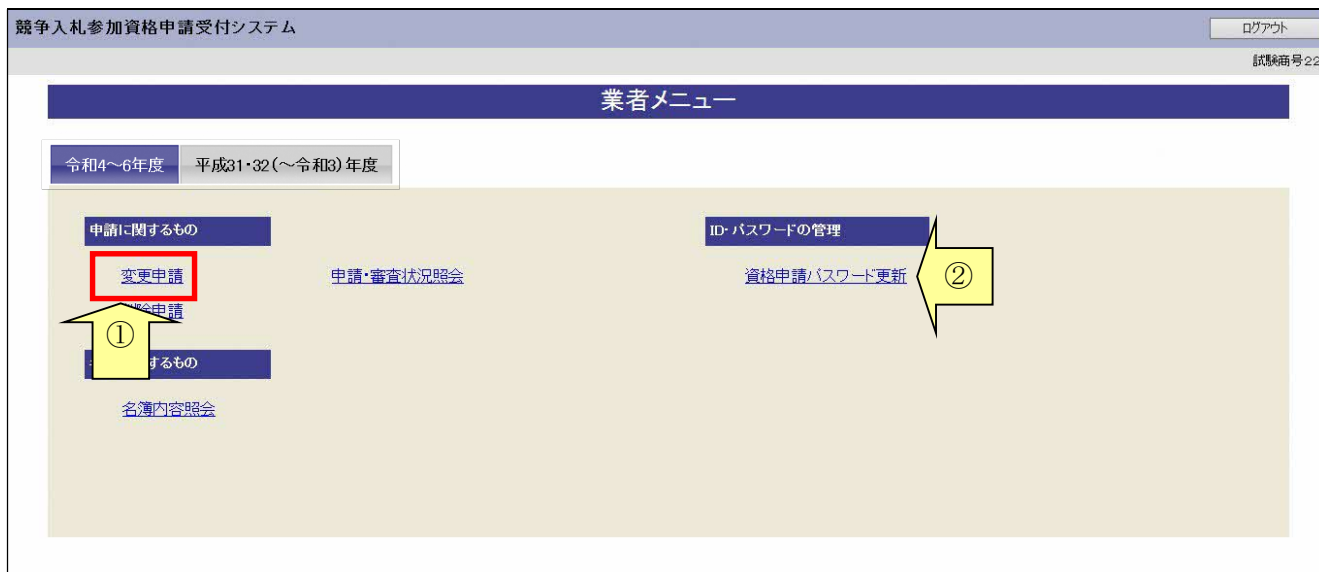 競争入札参加資格申請受付システム
ログアウト
試験商号22
業者メニュー
令和4～6年度 平成31・32(～令和3)年度
申請に関するもの
ID・パスワードの管理
変更申請 申請・審査状況照会 資格申請パスワード更新 ②
除申請
①
するもの
名簿内容照会